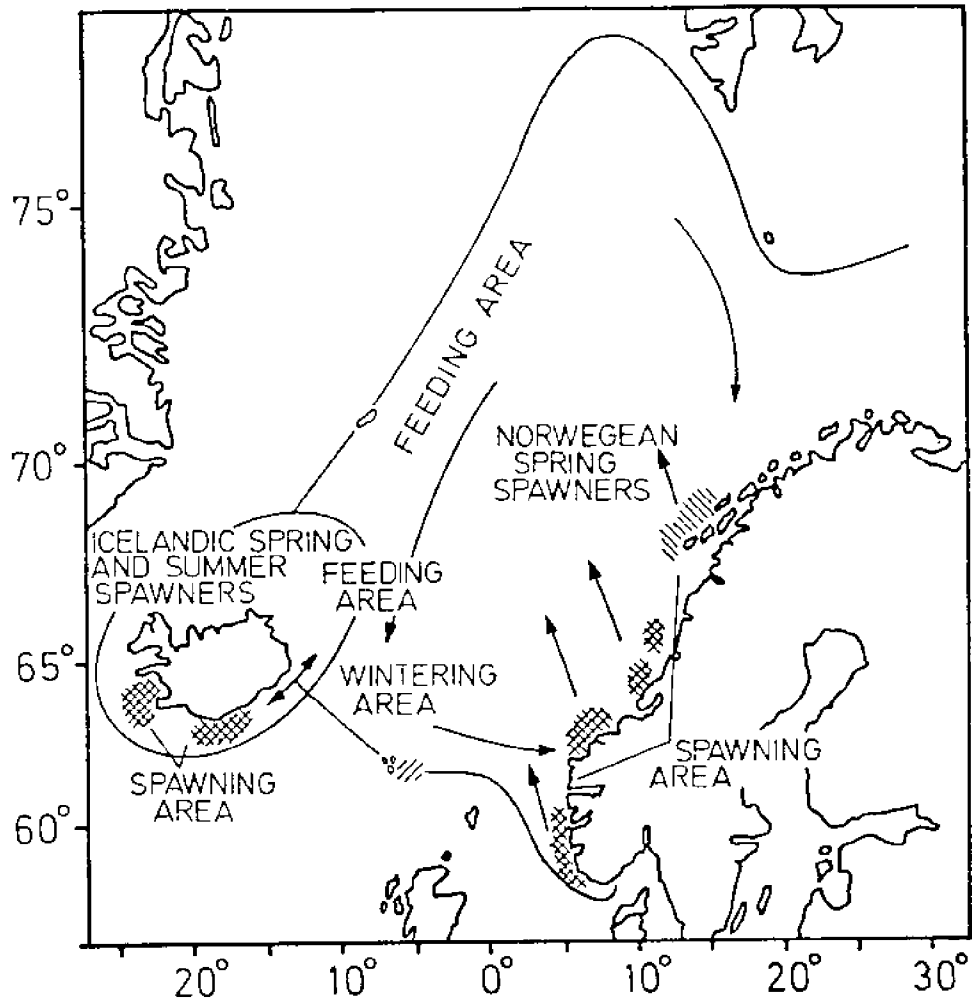 75°
FEEDING AREA
70°
NORWEGEAN
SPRING
SPAWNERS
ICELANDIC SPRING
AND SUMMER
SPAWNERS
FEEDING
AREA
65°
WINTERING
AREA
SPAWNING
AREA
SPAWNING
AREA
60°
20° 10° 0° 10° 20° 30°